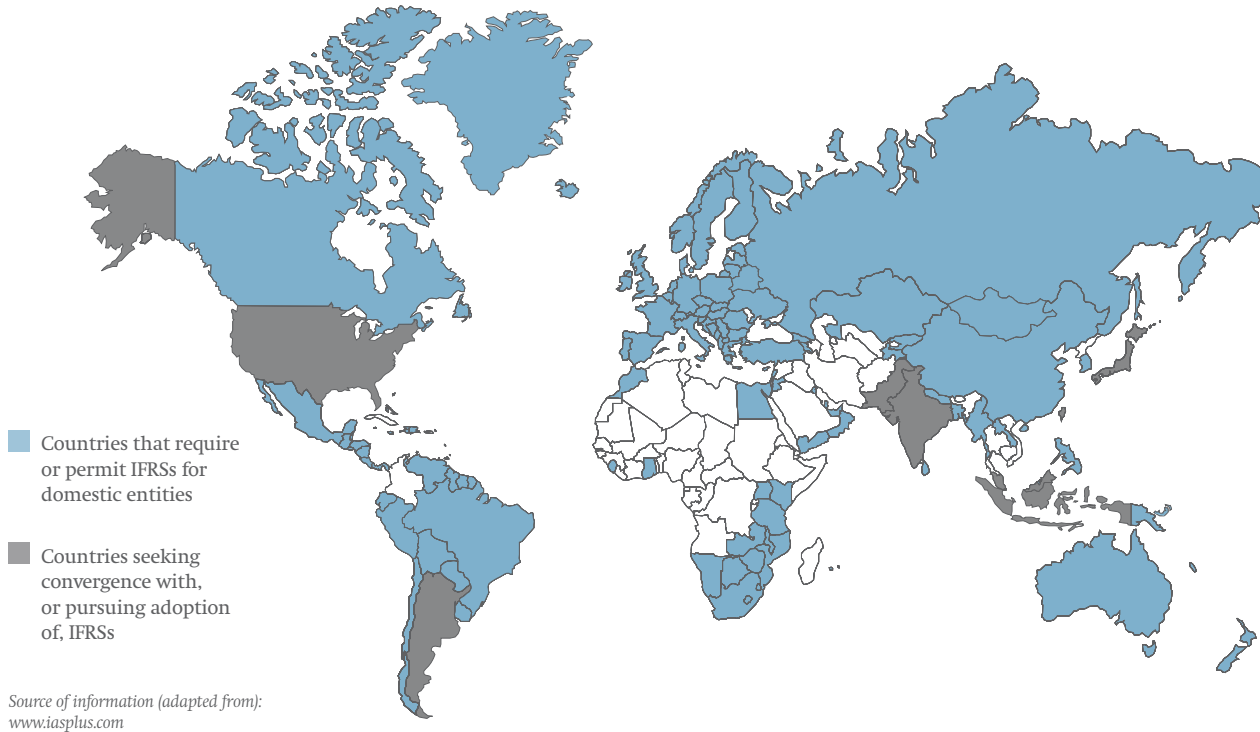 Countries that require
or permit IFRSs for
domestic entities
Countries seeking
convergence with,
or pursuing adoption
of, IFRSs
Source of information (adapted from):
www.iasplus.com